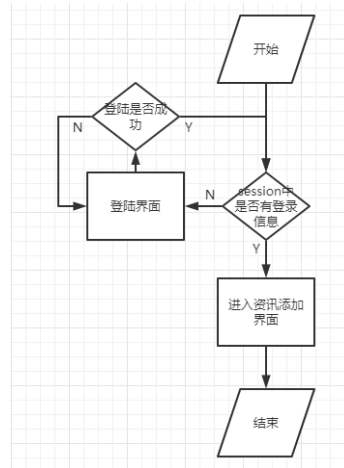 开始
登陆是否成
功
N
Y
session中
是否有登录
信息
N
登陆界面
Y
进入资讯添加
界面
结束